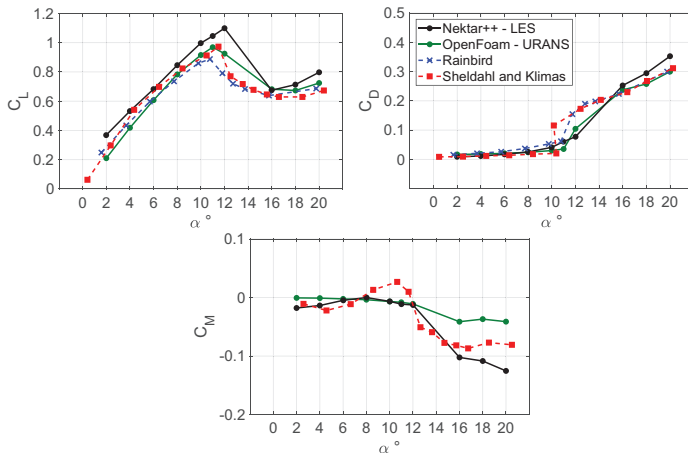 1.2
1
0.8
0.6
0.4
0.2
0
C_L
0 2 4 6 8 10 12 14 16 18 20
α °
0.5
0.4
0.3
0.2
0.1
0
C_D
Nektar++ - LES
OpenFoam - URANS
Rainbird
Sheldahl and Klimas
0 2 4 6 8 10 12 14 16 18 20
α °
0.1
0
-0.1
-0.2
C_M
0 2 4 6 8 10 12 14 16 18 20
α °